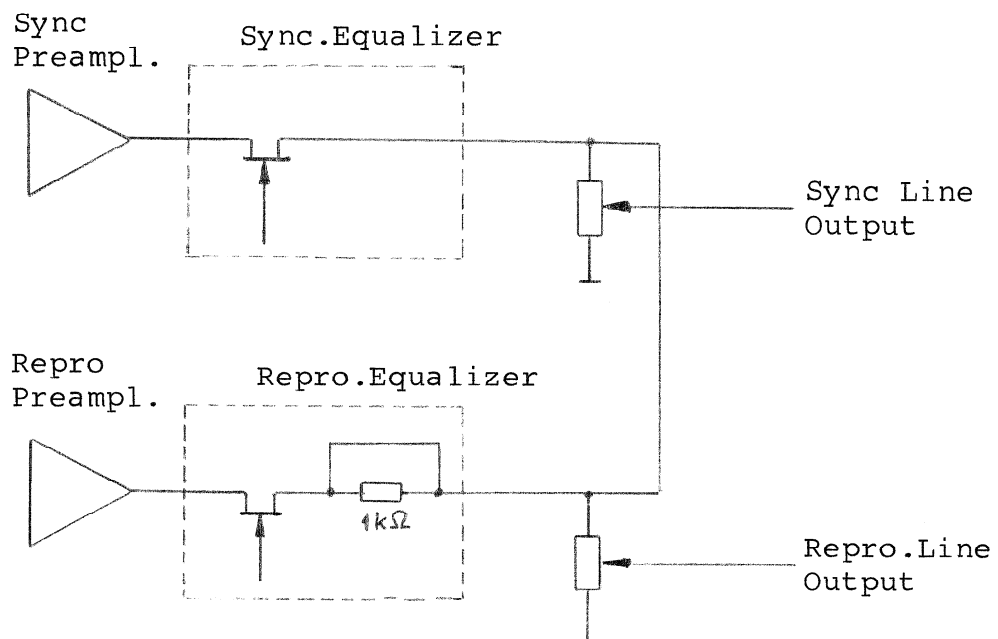 Sync
Preampl.
Sync.Equalizer
Sync Line
Output
Repro
Preampl.
Repro.Equalizer
1kΩ
Repro.Line
Output